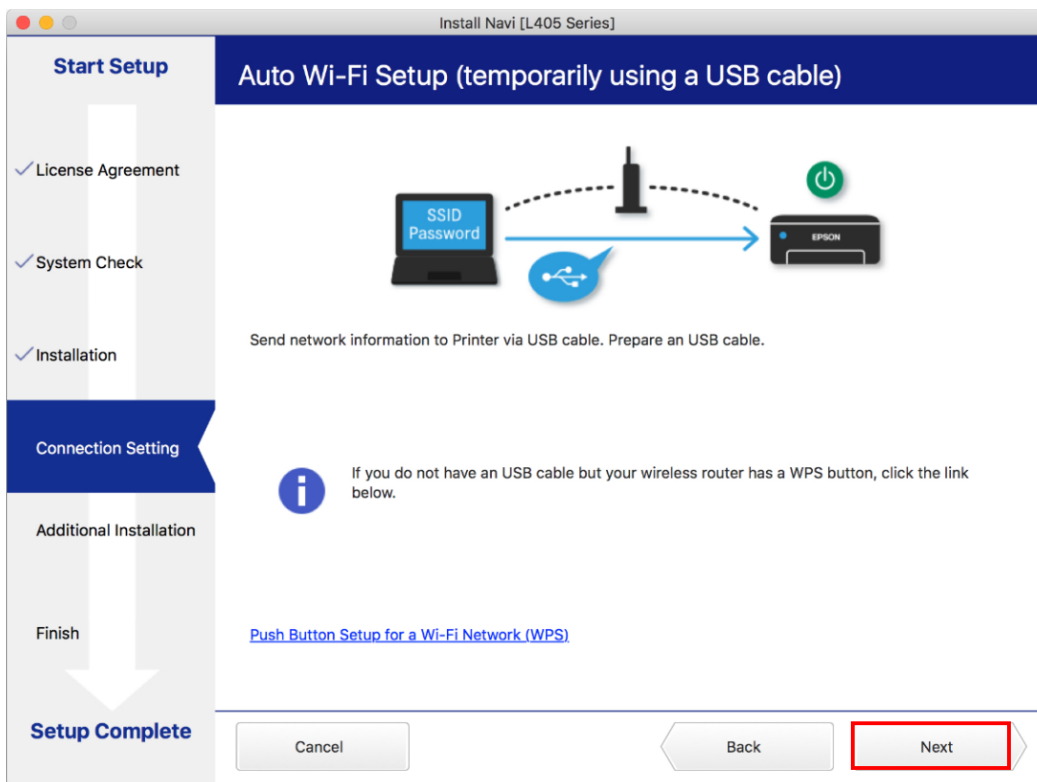 Install Navi [L405 Series]
Start Setup
Auto Wi-Fi Setup (temporarily using a USB cable)
License Agreement
SSID
Password
EPSON
System Check
Send network information to Printer via USB cable. Prepare an USB cable.
Installation
Connection Setting
If you do not have an USB cable but your wireless router has a WPS button, click the link
below.
Additional Installation
Finish
Push Button Setup for a Wi-Fi Network (WPS)
Setup Complete
Cancel
Back
Next